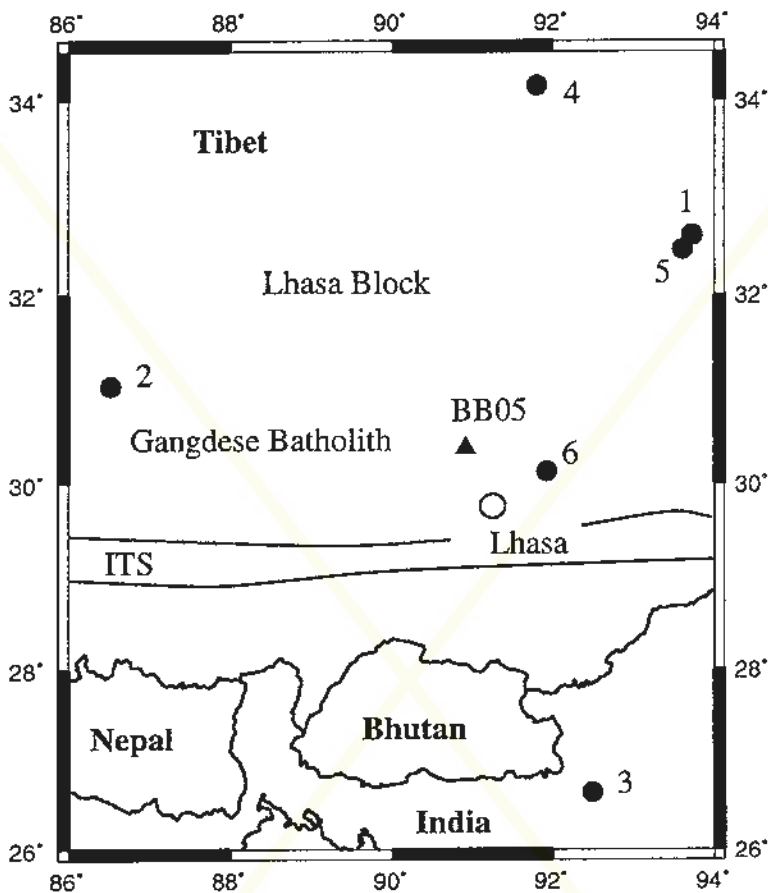 86° 88° 90° 92° 94°
34° 4 34°
Tibet
1
5
32° Lhasa Block 32°
2
BB05
Gangdese Batholith 6
30° 30°
Lhasa
ITS
28° 28°
Nepal Bhutan
3
India
26° 26°
86° 88° 90° 92° 94°